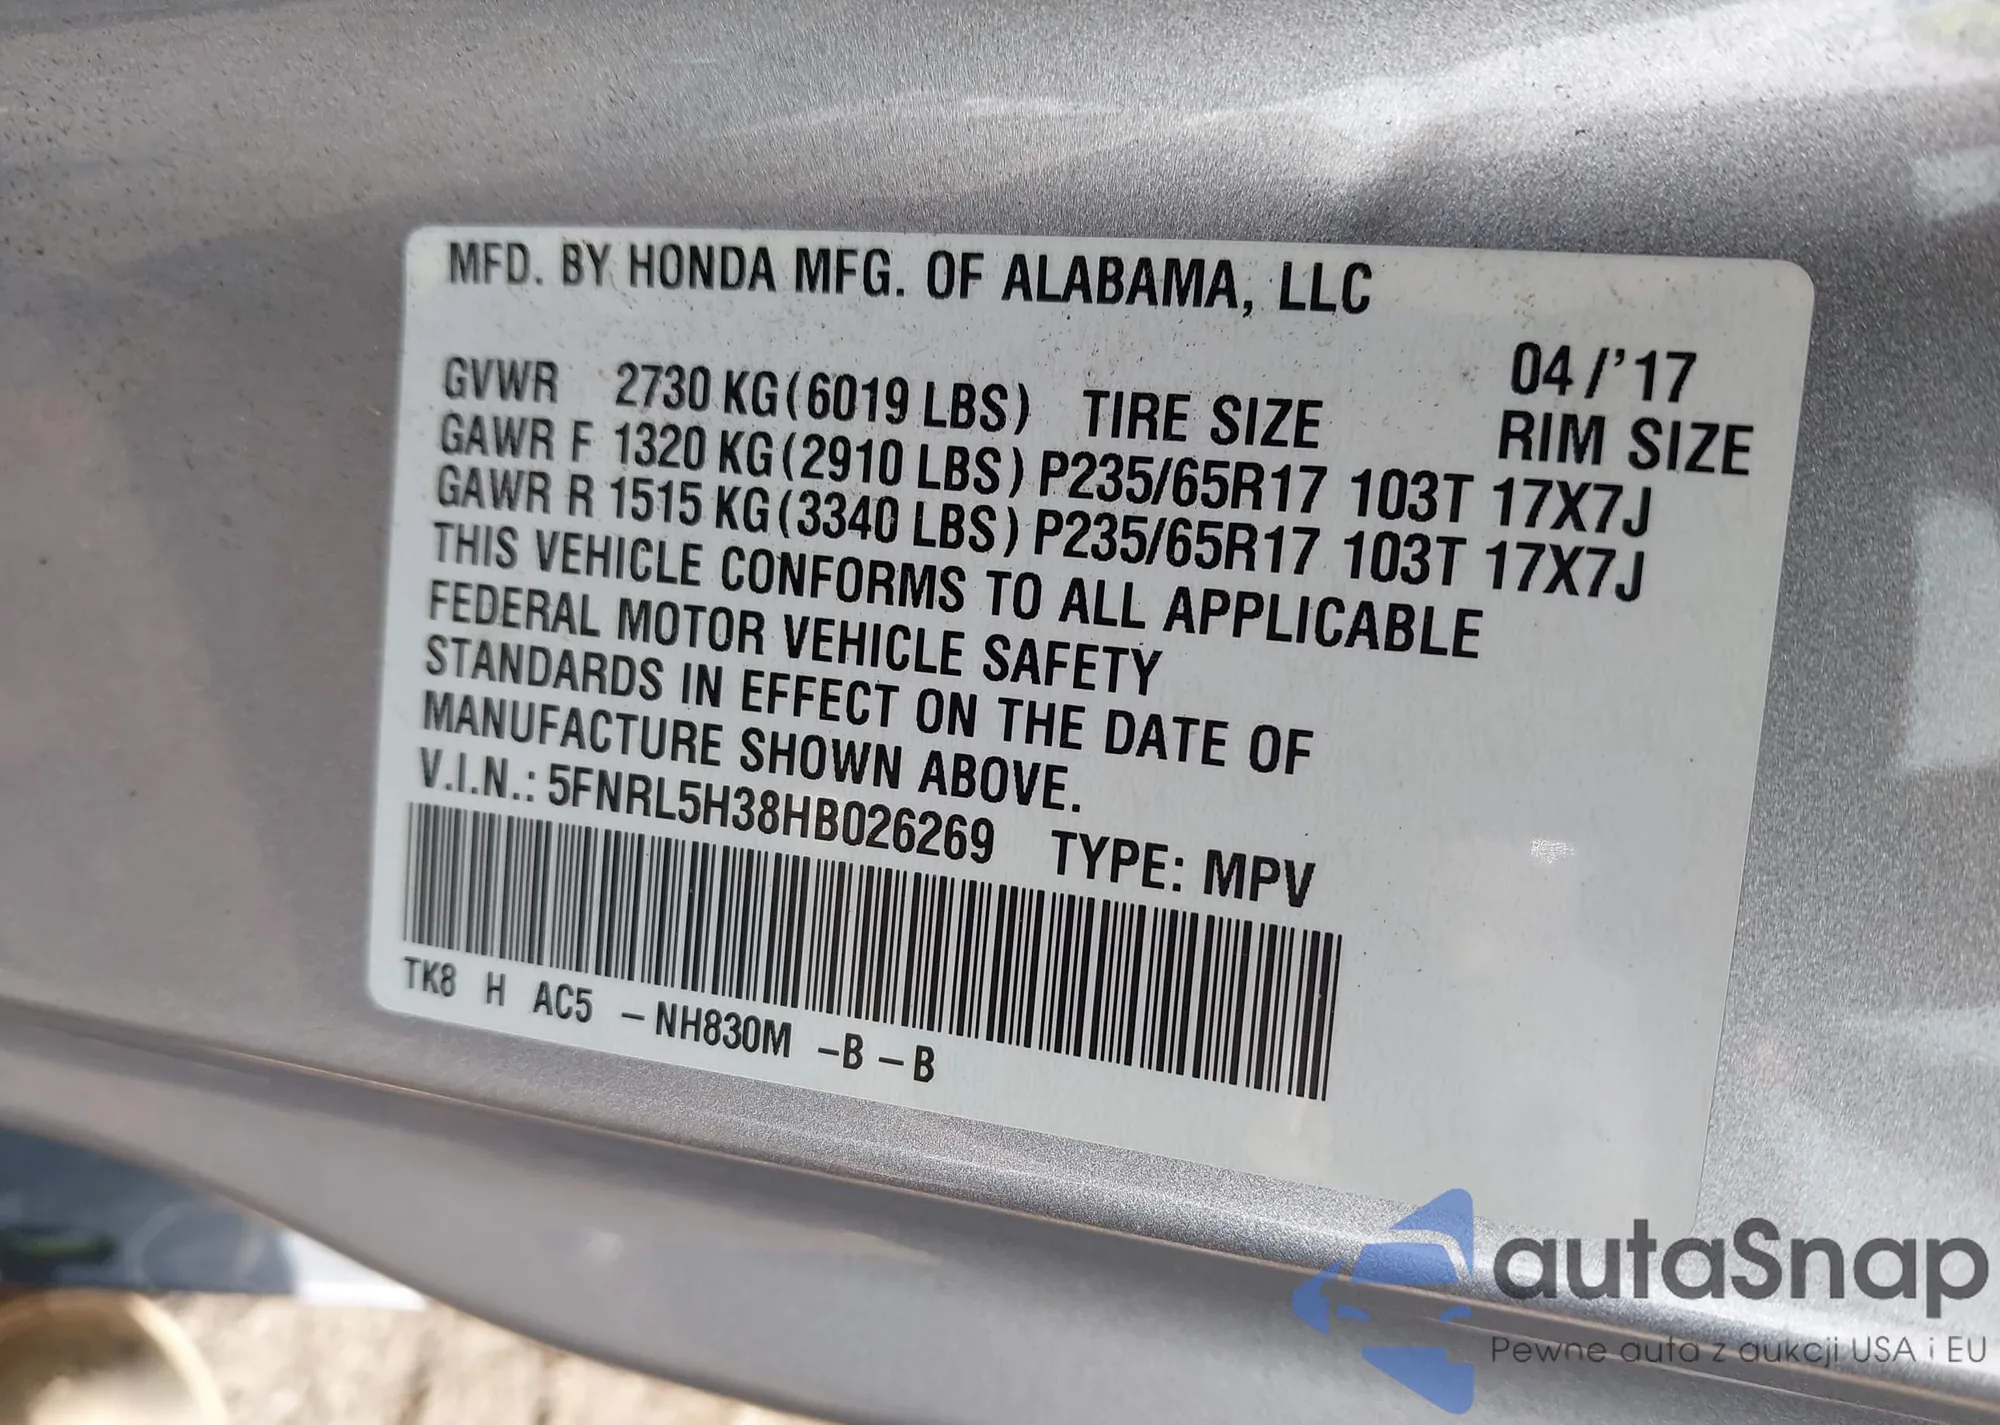 MFD. BY HONDA MFG. OF ALABAMA, LLC
04/'17
GVWR 2730 KG (6019 LBS) TIRE SIZE RIM SIZE
GAWR F 1320 KG (2910 LBS) P235/65R17 103T 17X7J
GAWR R 1515 KG (3340 LBS) P235/65R17 103T 17X7J
THIS VEHICLE CONFORMS TO ALL APPLICABLE
FEDERAL MOTOR VEHICLE SAFETY
STANDARDS IN EFFECT ON THE DATE OF
MANUFACTURE SHOWN ABOVE.
V.I.N.: 5FNRL5H38HB026269 TYPE: MPV
TK8 H AC5 –NH830M –B –B
autaSnap
Pewne auta z aukcji USA i EU